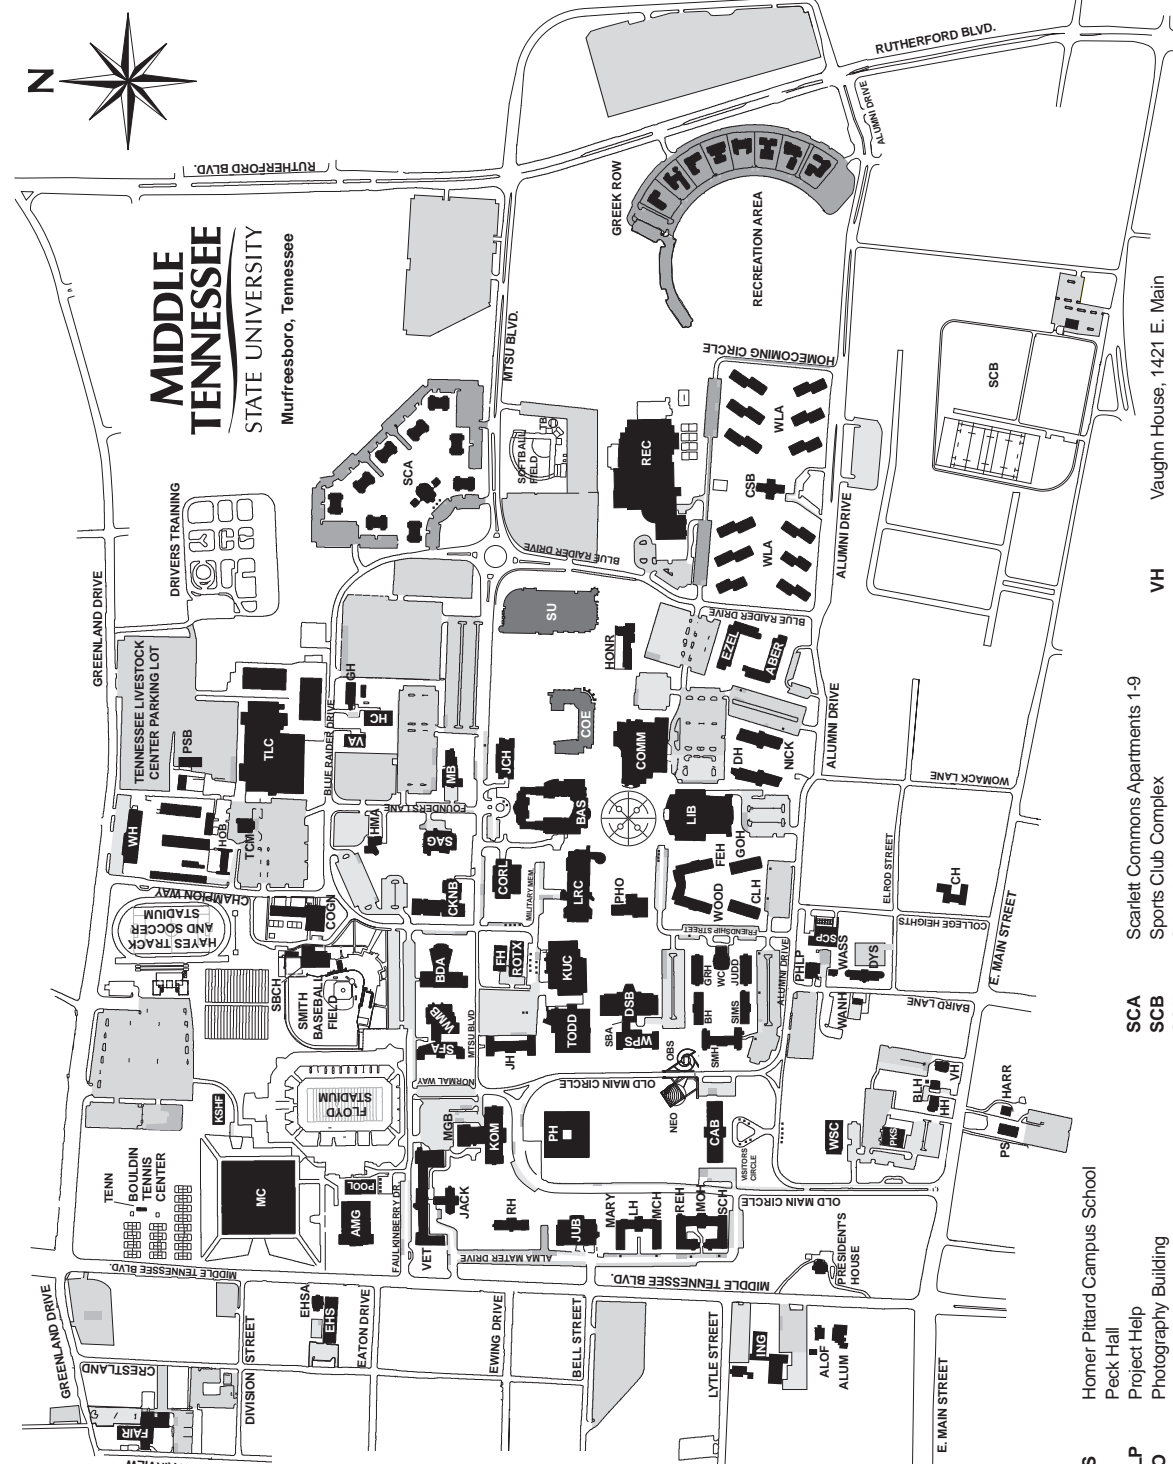 N
RUTHERFORD BLVD.
RUTHERFORD BLVD.
ALUMNI DRIVE
MIDDLE
TENNESSEE
STATE UNIVERSITY
Murfreesboro, Tennessee
GREEK ROW
RECREATION AREA
MTSU BLVD.
HOMECOMING CIRCLE
SCB
SCA
SOFTBALL
FIELD
TB
REC
WLA
CSB
WLA
ALUMNI DRIVE
DRIVERS TRAINING
BLUE RAIDER DRIVE
GREENLAND DRIVE
SU
BLUE RAIDER DRIVE
HONR
EZEL
ABER
TENNESSEE LIVESTOCK
CENTER PARKING LOT
PSB
TLC
BLUE RAIDER DRIVE
GH
HC
VA
COE
COMM
DH
NICK
ALUMNI DRIVE
WOMACK LANE
MB
JCH
FOUNDERS LANE
BAS
LIB
WH
HOB
TCM
HMA
SAG
CKNB
CORL
MILITARY MEM.
LRC
PHO
FEH
GOH
WOOD
CLH
ELROD STREET
CH
COLLEGE HEIGHTS
E. MAIN STREET
CHAMPION WAY
HAYES TRACK
AND SOCCER
STADIUM
COGN
FRIENDSHIP STREET
SCP
WASS
DYS
PHLP
ALUMNI DRIVE
BDA
FH
ROTX
KUC
GRH
WC
JUDD
SBCH
SMITH
BASEBALL
FIELD
WMB
SFA
MTSU BLVD
JH
TODD
DSB
SBA
WPS
BH
SIMS
SMH
WANH
BAIRD LANE
OBS
OLD MAIN CIRCLE
NORMAL WAY
NEO
BLH
VH
HH
HARR
PKS
PS
KSHF
FLOYD
STADIUM
MGB
KOM
PH
CAB
VISITORS
CIRCLE
WSC
TENN
BOULDIN
TENNIS
CENTER
MC
POOL
AMG
FAULKINBERRY DR.
JACK
VET
RH
JUB
MARY
LH
MCH
REH
MOH
SCH
OLD MAIN CIRCLE
ALMA MATER DRIVE
PRESIDENT'S
HOUSE
MIDDLE TENNESSEE BLVD.
MIDDLE TENNESSEE BLVD.
GREENLAND DRIVE
CRESTLAND
FAIR
DIVISION STREET
EHSA
EHS
EATON DRIVE
EWING DRIVE
BELL STREET
LYTLE STREET
ING
ALOF
ALUM
E. MAIN STREET
Homer Pittard Campus School
Peck Hall
Project Help
Photography Building
SCA Scarlett Commons Apartments 1-9
SCB Sports Club Complex
VH Vaughn House, 1421 E. Main